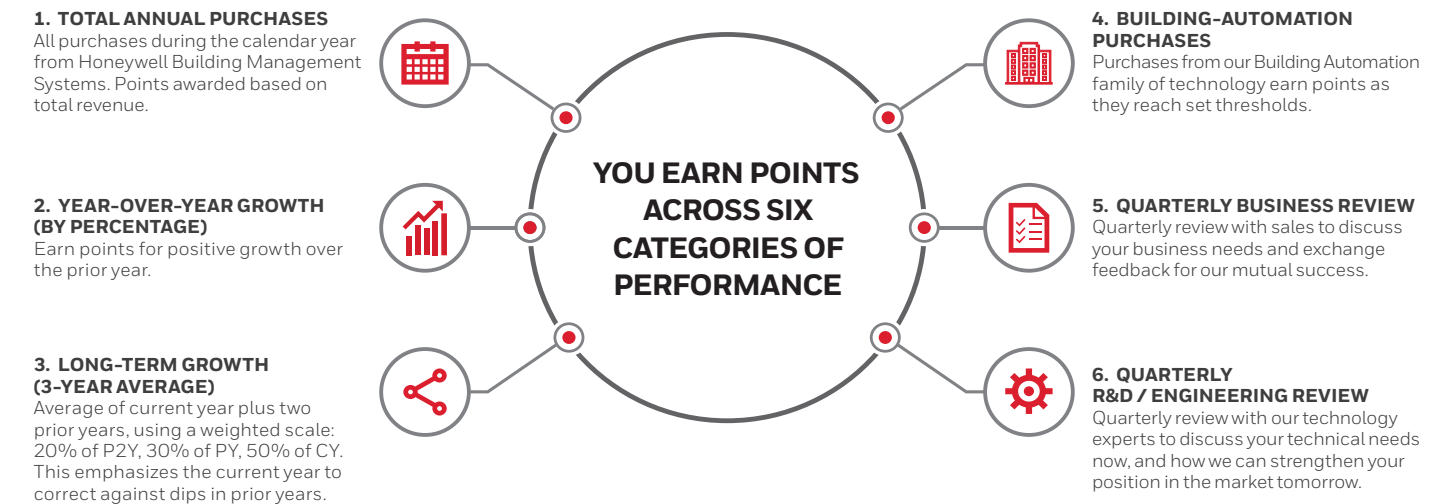 1. TOTAL ANNUAL PURCHASES
All purchases during the calendar year
from Honeywell Building Management
Systems. Points awarded based on
total revenue.
2. YEAR-OVER-YEAR GROWTH
(BY PERCENTAGE)
Earn points for positive growth over
the prior year.
3. LONG-TERM GROWTH
(3-YEAR AVERAGE)
Average of current year plus two
prior years, using a weighted scale:
20% of P2Y, 30% of PY, 50% of CY.
This emphasizes the current year to
correct against dips in prior years.
YOU EARN POINTS
ACROSS SIX
CATEGORIES OF
PERFORMANCE
4. BUILDING-AUTOMATION
PURCHASES
Purchases from our Building Automation
family of technology earn points as
they reach set thresholds.
5. QUARTERLY BUSINESS REVIEW
Quarterly review with sales to discuss
your business needs and exchange
feedback for our mutual success.
6. QUARTERLY
R&D / ENGINEERING REVIEW
Quarterly review with our technology
experts to discuss your technical needs
now, and how we can strengthen your
position in the market tomorrow.